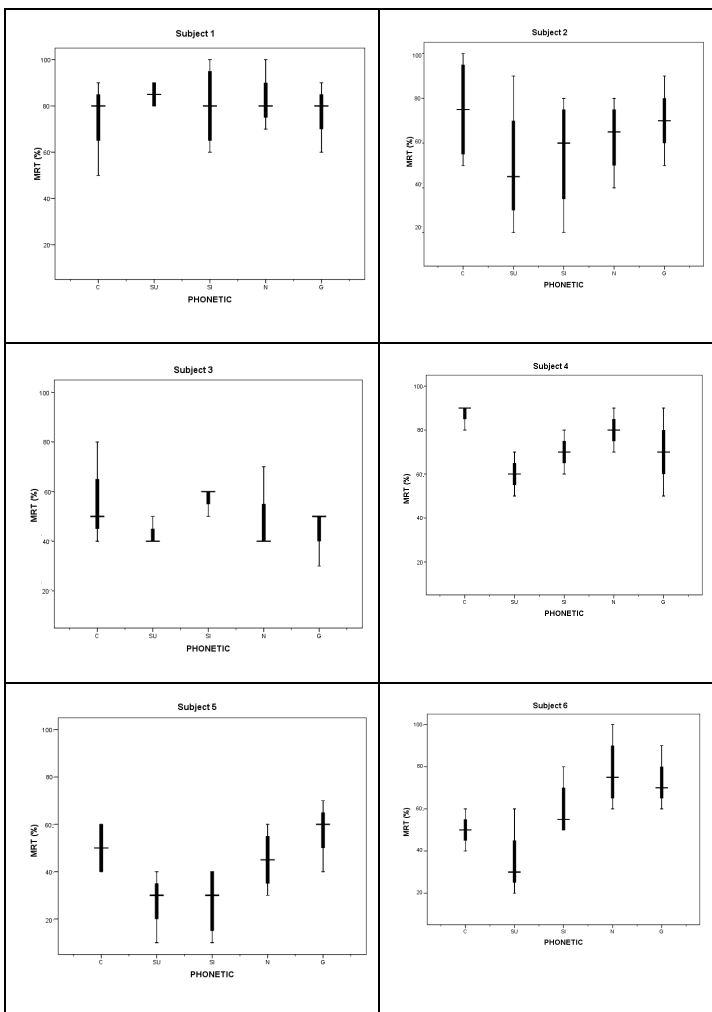 Subject 1
100
80
60
40
20
MRT (%)
C SU SI N G
PHONETIC
Subject 2
100
80
60
40
20
MRT (%)
C SU SI N G
PHONETIC
Subject 3
100
80
60
40
20
MRT (%)
C SU SI N G
PHONETIC
Subject 4
100
80
60
40
20
MRT (%)
C SU SI N G
PHONETIC
Subject 5
100
80
60
40
20
MRT (%)
C SU SI N G
PHONETIC
Subject 6
100
80
60
40
20
MRT (%)
C SU SI N G
PHONETIC